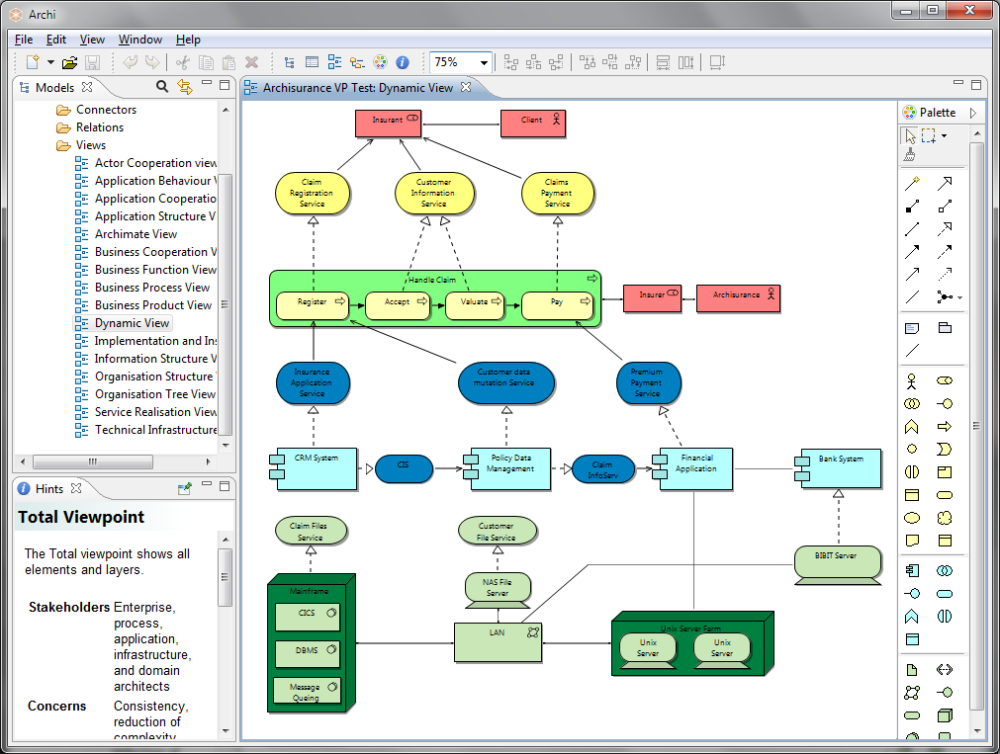 Archi
File Edit View Window Help
75%
Models
Connectors
Relations
Views
Actor Cooperation view
Application Behaviour V
Application Cooperatio
Application Structure V
Archimate View
Business Cooperation V
Business Function View
Business Process View
Business Product View
Dynamic View
Implementation and Ins
Information Structure V
Organisation Structure
Organisation Tree View
Service Realisation View
Technical Infrastructure
Hints
Total Viewpoint
The Total viewpoint shows all
elements and layers.
Stakeholders Enterprise,
process,
application,
infrastructure,
and domain
architects
Concerns Consistency,
reduction of
complexity,
Archisurance VP Test: Dynamic View
Insurant
Client
Claim
Registration
Service
Customer
Information
Service
Claims
Payment
Service
Handle Claim
Register
Accept
Valuate
Pay
Insurer
Archisurance
Insurance
Application
Service
Customer data
mutation Service
Premium
Payment
Service
CRM System
CIS
Policy Data
Management
Claim
InfoServ
Financial
Application
Bank System
Claim Files
Service
Customer
File Service
BIBIT Server
Mainframe
CICS
DBMS
Message
Queing
NAS File
Server
LAN
Unix Server Farm
Unix
Server
Unix
Server
Palette